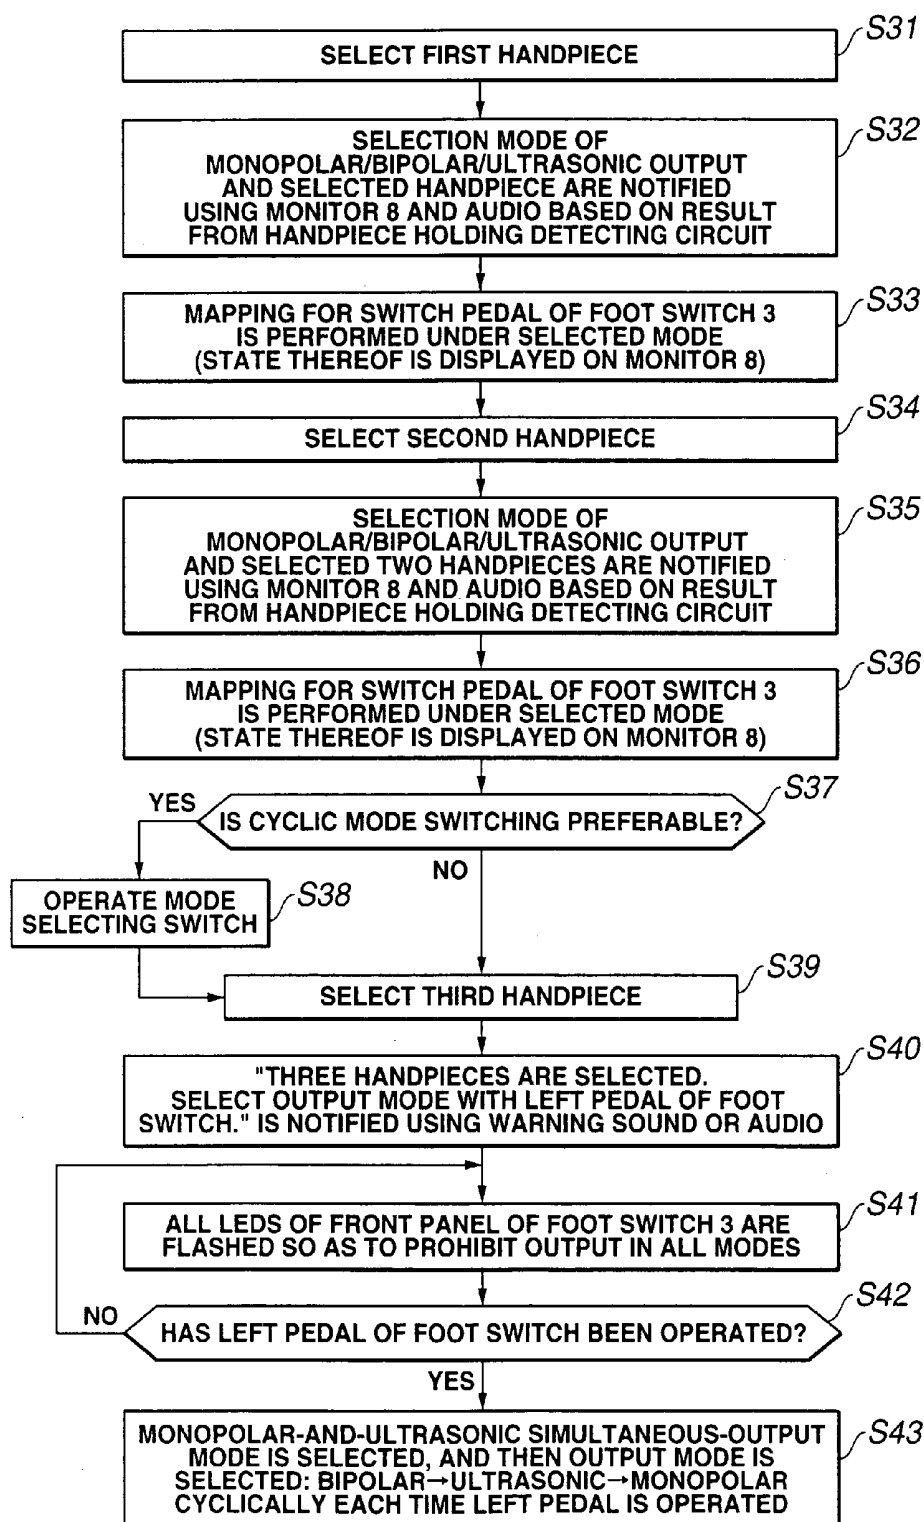 S31
SELECT FIRST HANDPIECE
S32
SELECTION MODE OF
MONOPOLAR/BIPOLAR/ULTRASONIC OUTPUT
AND SELECTED HANDPIECE ARE NOTIFIED
USING MONITOR 8 AND AUDIO BASED ON RESULT
FROM HANDPIECE HOLDING DETECTING CIRCUIT
S33
MAPPING FOR SWITCH PEDAL OF FOOT SWITCH 3
IS PERFORMED UNDER SELECTED MODE
(STATE THEREOF IS DISPLAYED ON MONITOR 8)
S34
SELECT SECOND HANDPIECE
S35
SELECTION MODE OF
MONOPOLAR/BIPOLAR/ULTRASONIC OUTPUT
AND SELECTED TWO HANDPIECES ARE NOTIFIED
USING MONITOR 8 AND AUDIO BASED ON RESULT
FROM HANDPIECE HOLDING DETECTING CIRCUIT
S36
MAPPING FOR SWITCH PEDAL OF FOOT SWITCH 3
IS PERFORMED UNDER SELECTED MODE
(STATE THEREOF IS DISPLAYED ON MONITOR 8)
S37
YES
IS CYCLIC MODE SWITCHING PREFERABLE?
NO
OPERATE MODE
SELECTING SWITCH
S38
S39
SELECT THIRD HANDPIECE
S40
"THREE HANDPIECES ARE SELECTED.
SELECT OUTPUT MODE WITH LEFT PEDAL OF FOOT
SWITCH." IS NOTIFIED USING WARNING SOUND OR AUDIO
S41
ALL LEDS OF FRONT PANEL OF FOOT SWITCH 3 ARE
FLASHED SO AS TO PROHIBIT OUTPUT IN ALL MODES
S42
NO
HAS LEFT PEDAL OF FOOT SWITCH BEEN OPERATED?
YES
S43
MONOPOLAR-AND-ULTRASONIC SIMULTANEOUS-OUTPUT
MODE IS SELECTED, AND THEN OUTPUT MODE IS
SELECTED: BIPOLAR→ULTRASONIC→MONOPOLAR
CYCLICALLY EACH TIME LEFT PEDAL IS OPERATED